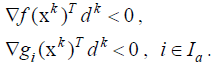 ∇f(x^k)^T d^k < 0 ,
∇g_i(x^k)^T d^k < 0 , i ∈ I_a .